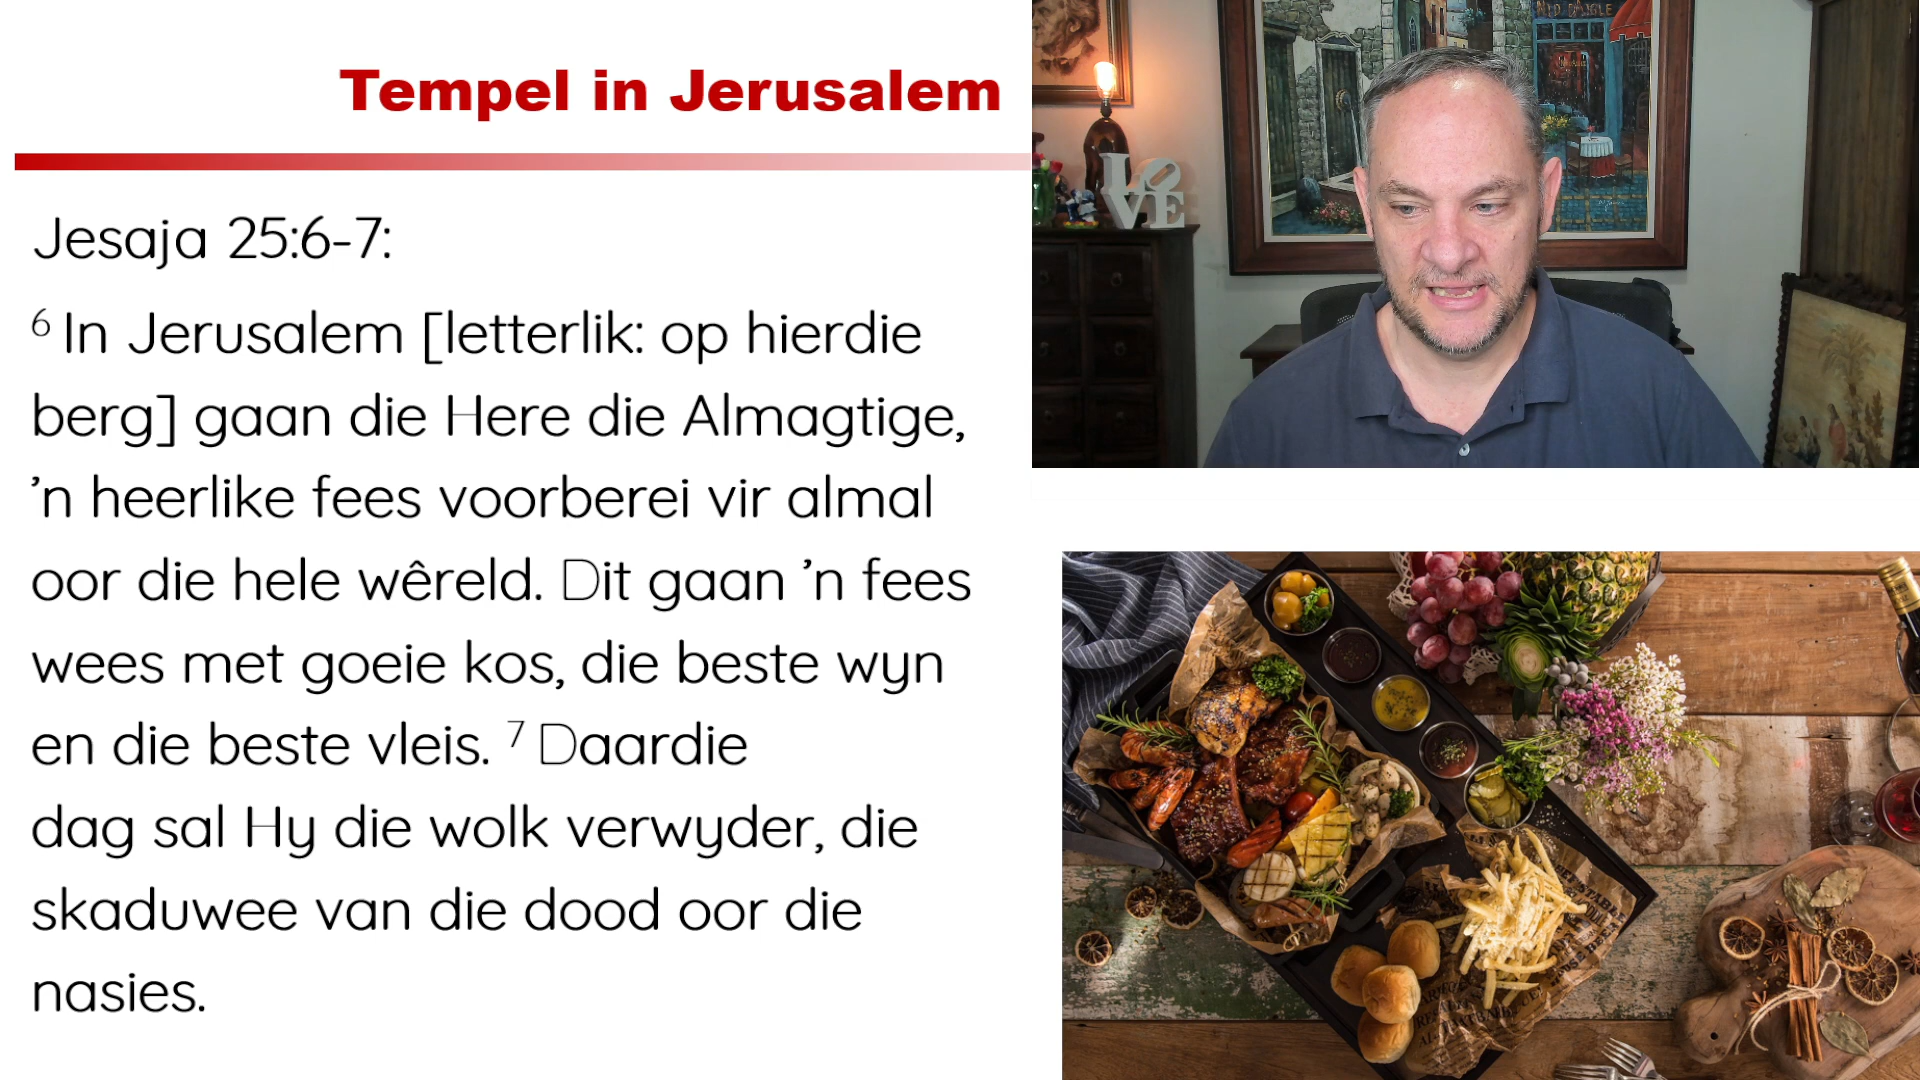 Tempel in Jerusalem
Jesaja 25:6-7:
6 In Jerusalem [letterlik: op hierdie
berg] gaan die Here die Almagtige,
’n heerlike fees voorberei vir almal
oor die hele wêreld. Dit gaan ’n fees
wees met goeie kos, die beste wyn
en die beste vleis. 7 Daardie
dag sal Hy die wolk verwyder, die
skaduwee van die dood oor die
nasies.
LO
VE